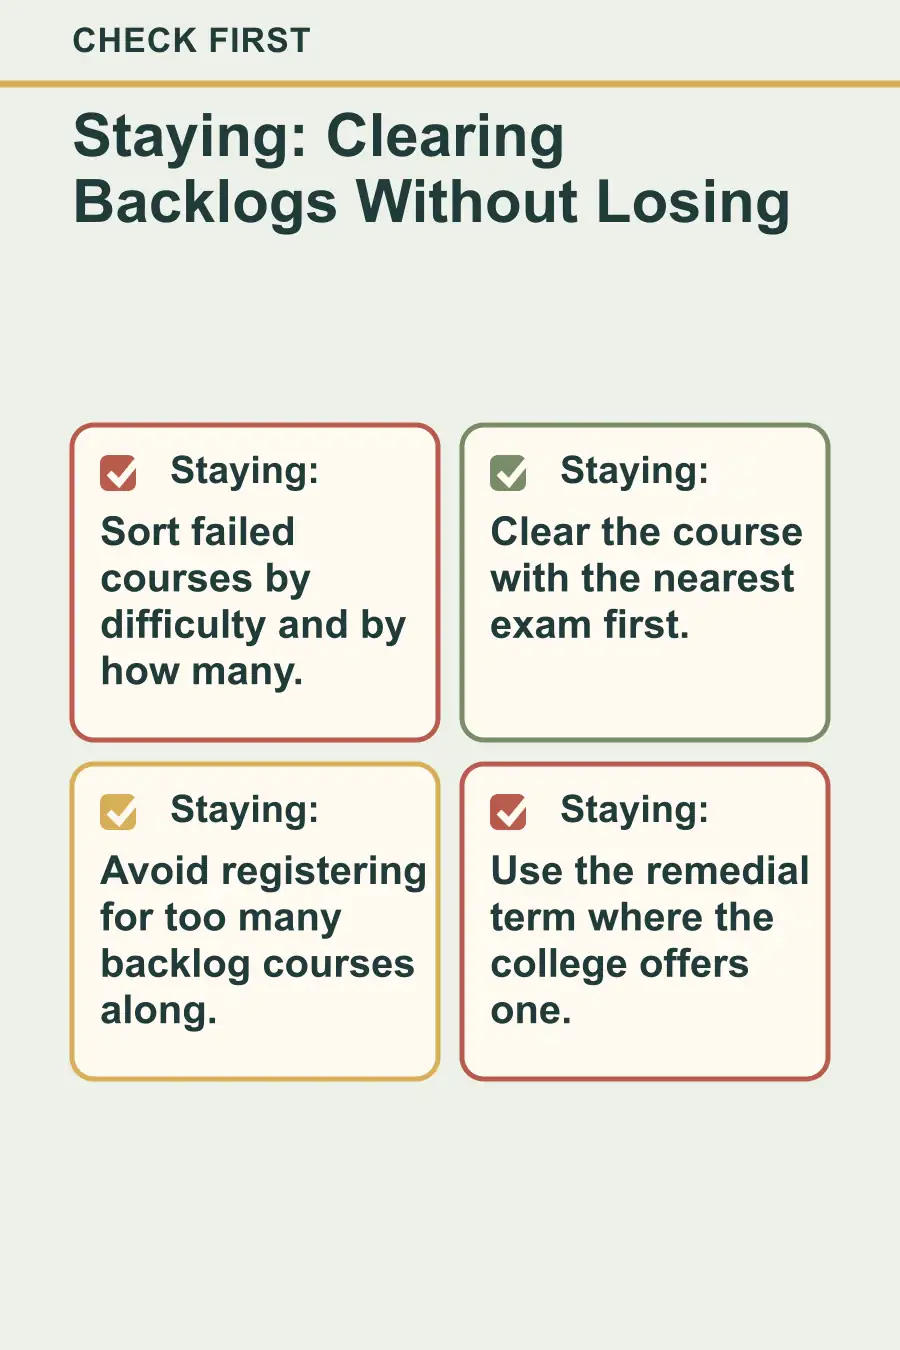 CHECK FIRST
Staying: Clearing
Backlogs Without Losing
Staying:
Sort failed
courses by
difficulty and by
how many.
Staying:
Clear the course
with the nearest
exam first.
Staying:
Avoid registering
for too many
backlog courses
along.
Staying:
Use the remedial
term where the
college offers
one.